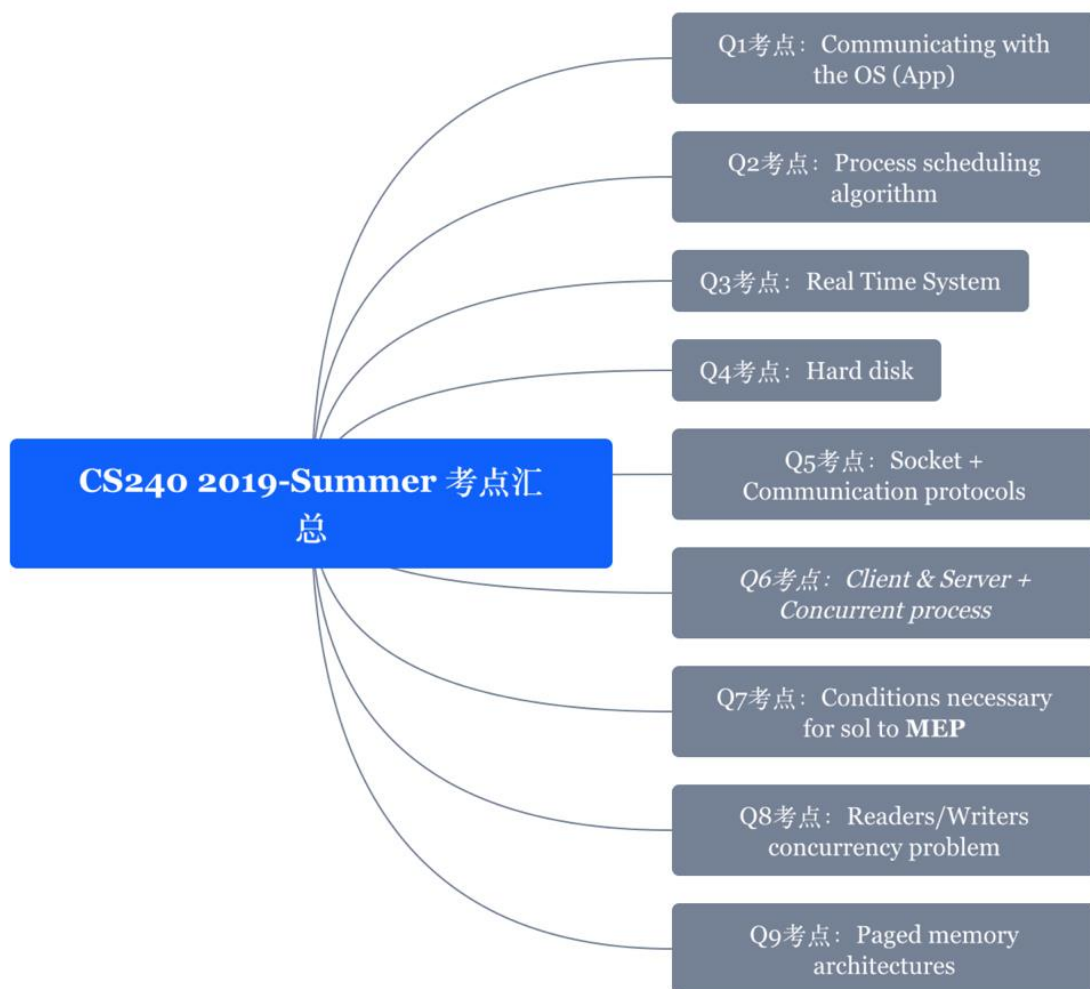 Q1考点：Communicating with
the OS (App)
Q2考点：Process scheduling
algorithm
Q3考点：Real Time System
Q4考点：Hard disk
CS240 2019-Summer 考点汇
总
Q5考点：Socket +
Communication protocols
Q6考点：Client & Server +
Concurrent process
Q7考点：Conditions necessary
for sol to MEP
Q8考点：Readers/Writers
concurrency problem
Q9考点：Paged memory
architectures